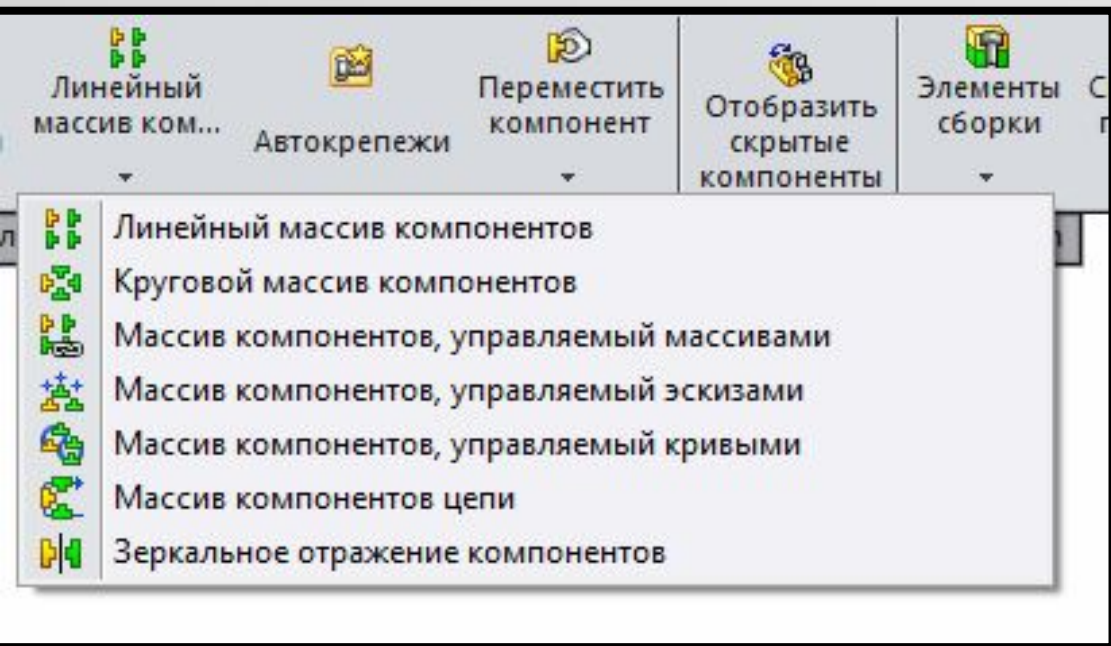 Линейный
массив ком...
Автокрепежи
Переместить
компонент
Отобразить
скрытые
компоненты
Элементы
сборки
Линейный массив компонентов
Круговой массив компонентов
Массив компонентов, управляемый массивами
Массив компонентов, управляемый эскизами
Массив компонентов, управляемый кривыми
Массив компонентов цепи
Зеркальное отражение компонентов